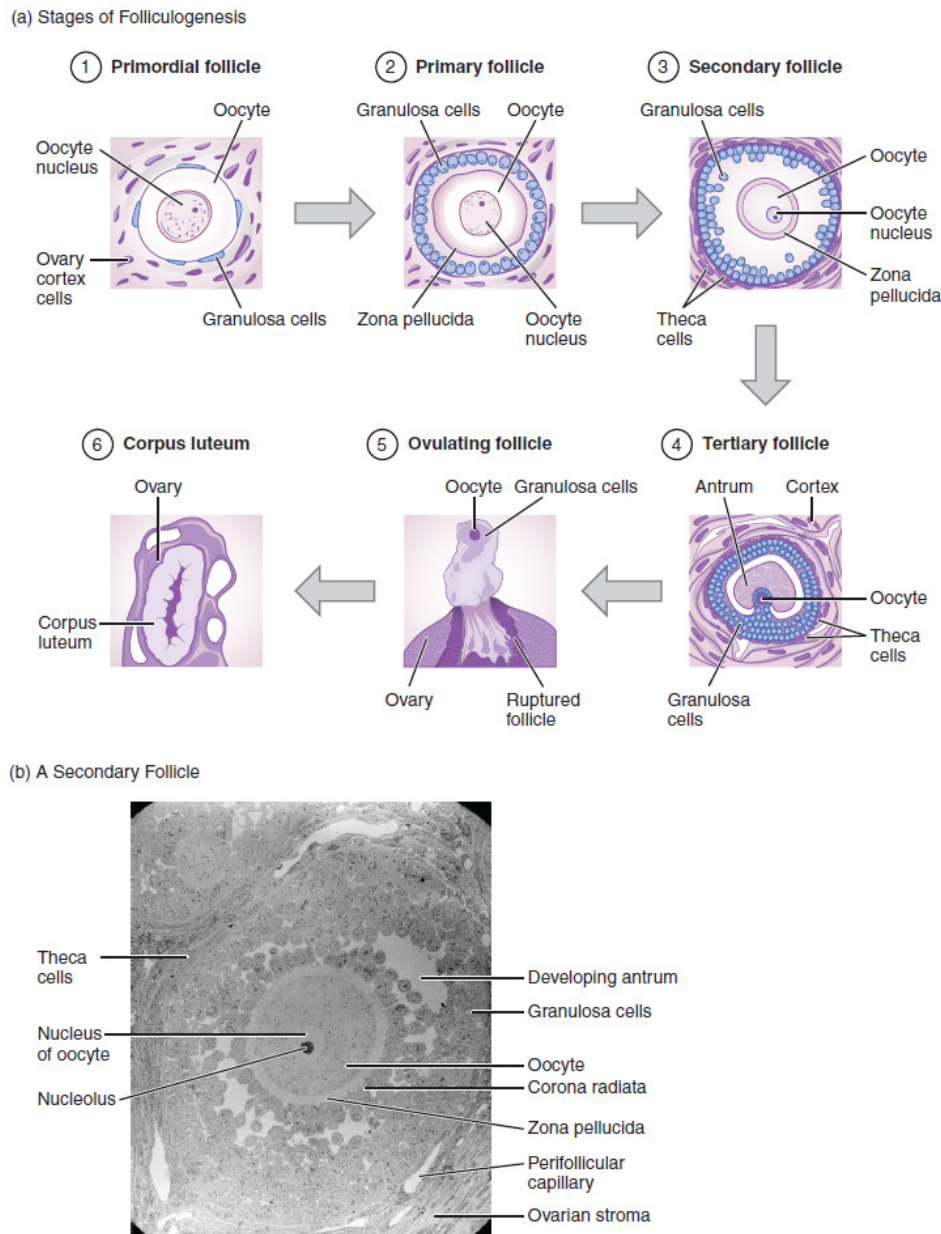 (a) Stages of Folliculogenesis
1 Primordial follicle
Oocyte
Oocyte
nucleus
Ovary
cortex
cells
Granulosa cells
2 Primary follicle
Granulosa cells
Oocyte
Zona pellucida
Oocyte
nucleus
3 Secondary follicle
Granulosa cells
Oocyte
Oocyte
nucleus
Zona
pellucida
Theca
cells
6 Corpus luteum
Ovary
Corpus
luteum
5 Ovulating follicle
Oocyte
Granulosa cells
Ovary
Ruptured
follicle
4 Tertiary follicle
Antrum
Cortex
Oocyte
Theca
cells
Granulosa
cells
(b) A Secondary Follicle
Theca
cells
Nucleus
of oocyte
Nucleolus
Developing antrum
Granulosa cells
Oocyte
Corona radiata
Zona pellucida
Perifollicular
capillary
Ovarian stroma